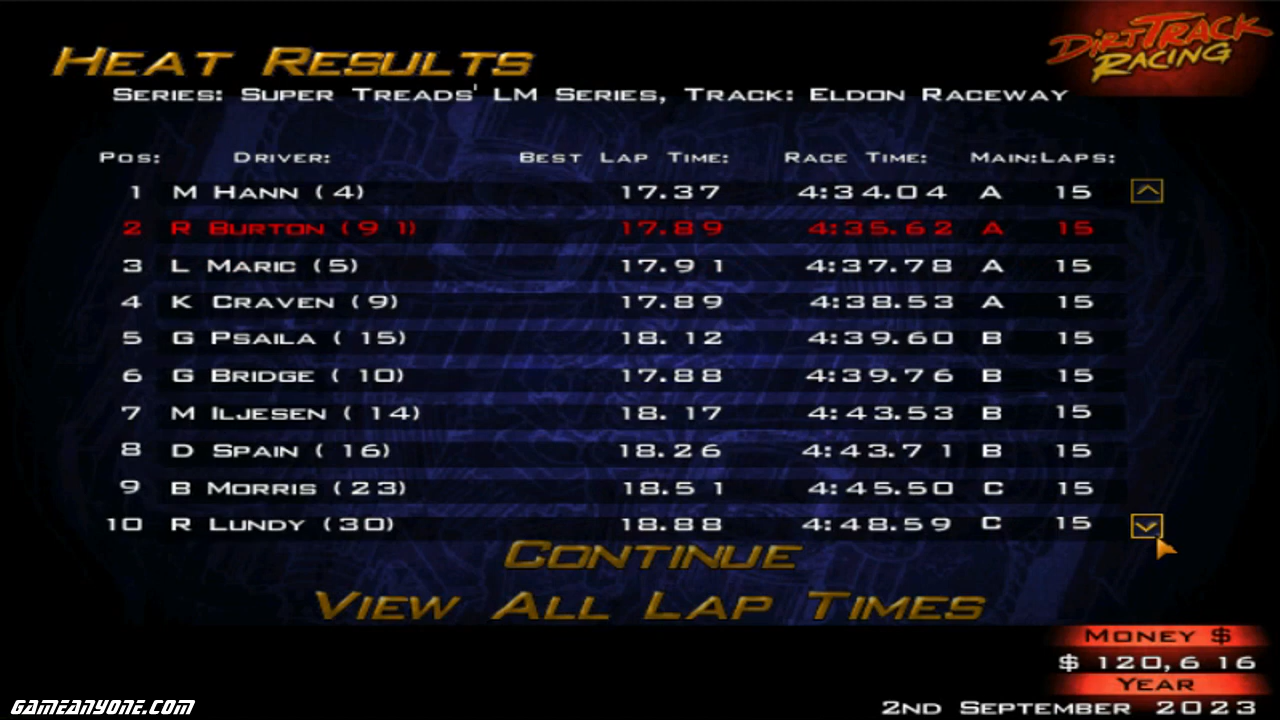 Heat Results
Dirt Track Racing
Series: Super Treads' LM Series, Track: Eldon Raceway
Pos: Driver: Best Lap Time: Race Time: Main: Laps:
1 M Hann (4) 17.37 4:34.04 A 15
2 R Burton (91) 17.89 4:35.62 A 15
3 L Maric (5) 17.91 4:37.78 A 15
4 K Craven (9) 17.89 4:38.53 A 15
5 G Psaila (15) 18.12 4:39.60 B 15
6 G Bridge (10) 17.88 4:39.76 B 15
7 M Iljesen (14) 18.17 4:43.53 B 15
8 D Spain (16) 18.26 4:43.71 B 15
9 B Morris (23) 18.51 4:45.50 C 15
10 R Lundy (30) 18.88 4:48.59 C 15
Continue
View All Lap Times
Money $
$ 120,616
Year
2nd September 2023
GAMEANYONE.COM